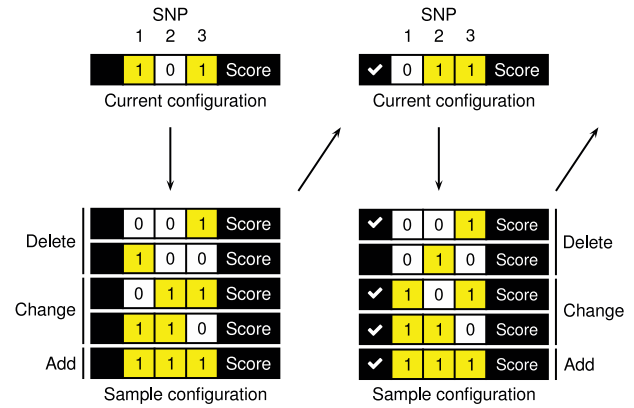 SNP
1 2 3
1 0 1 Score
Current configuration
Delete
0 0 1 Score
1 0 0 Score
Change
0 1 1 Score
1 1 0 Score
Add
1 1 1 Score
Sample configuration
SNP
1 2 3
✓ 0 1 1 Score
Current configuration
✓ 0 0 1 Score
0 1 0 Score
Delete
✓ 1 0 1 Score
✓ 1 1 0 Score
Change
✓ 1 1 1 Score
Add
Sample configuration